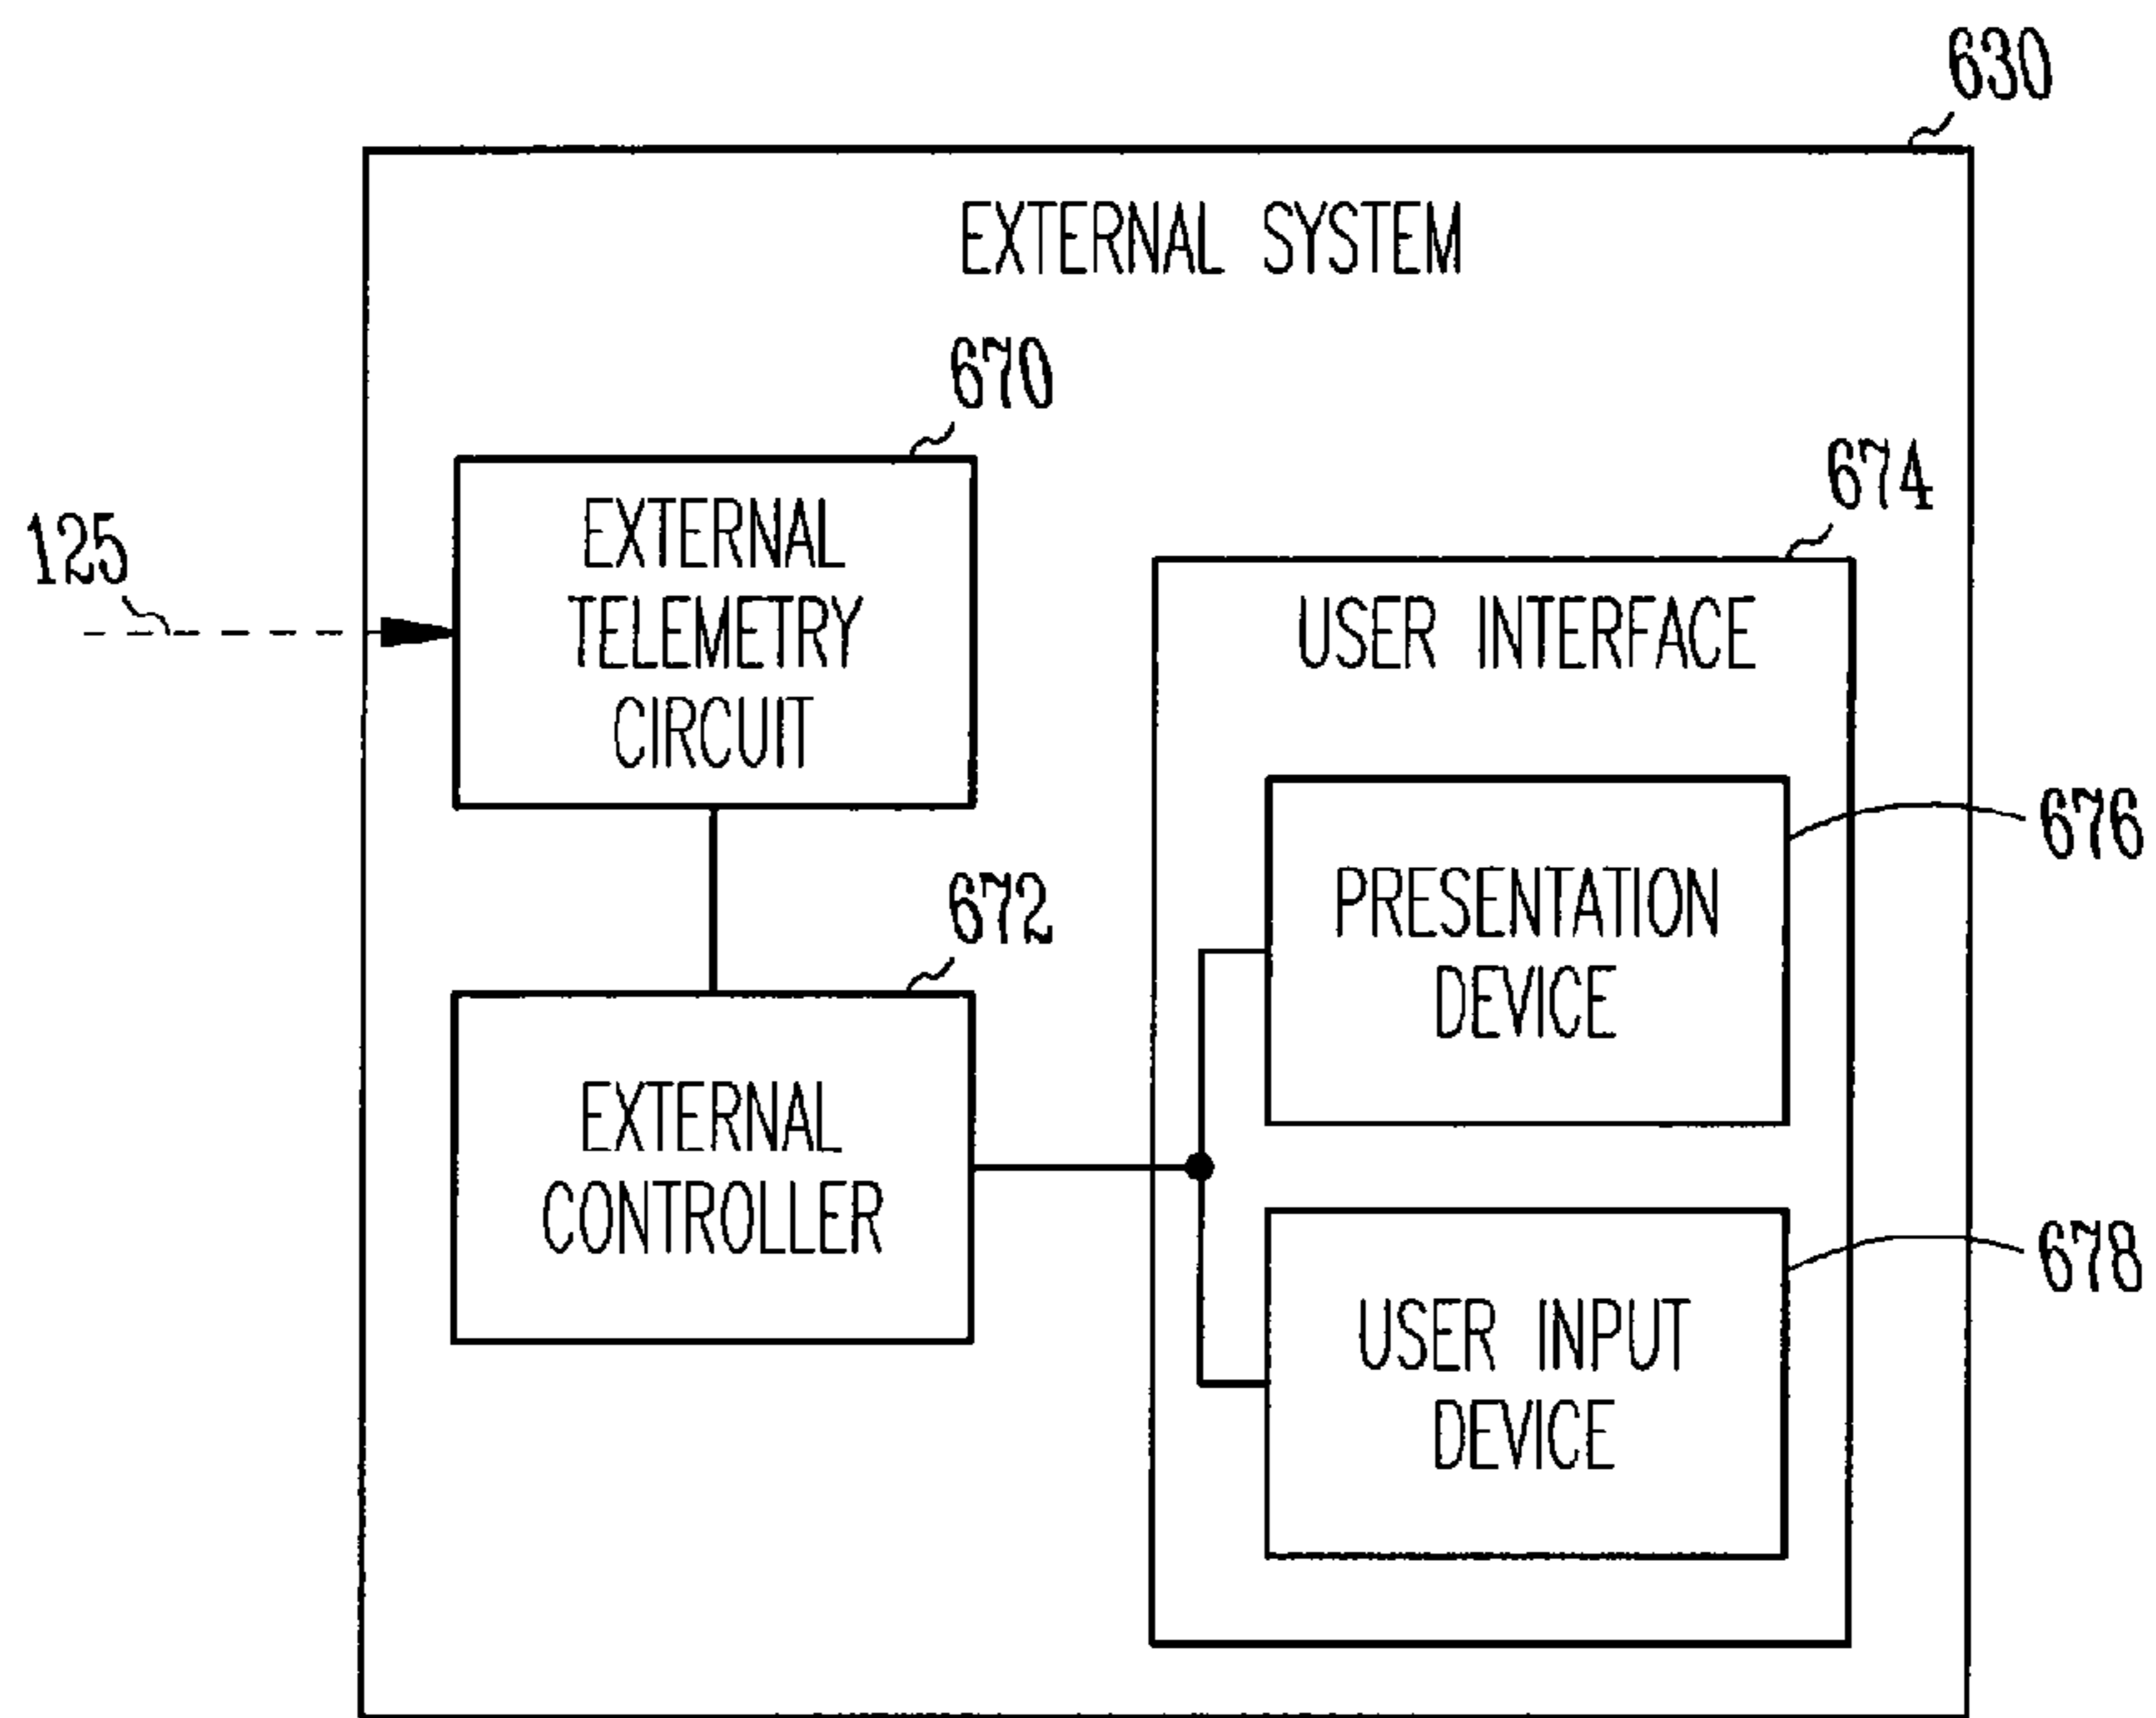 630
EXTERNAL SYSTEM
670
EXTERNAL
TELEMETRY
CIRCUIT
125
674
USER INTERFACE
676
PRESENTATION
DEVICE
672
EXTERNAL
CONTROLLER
678
USER INPUT
DEVICE